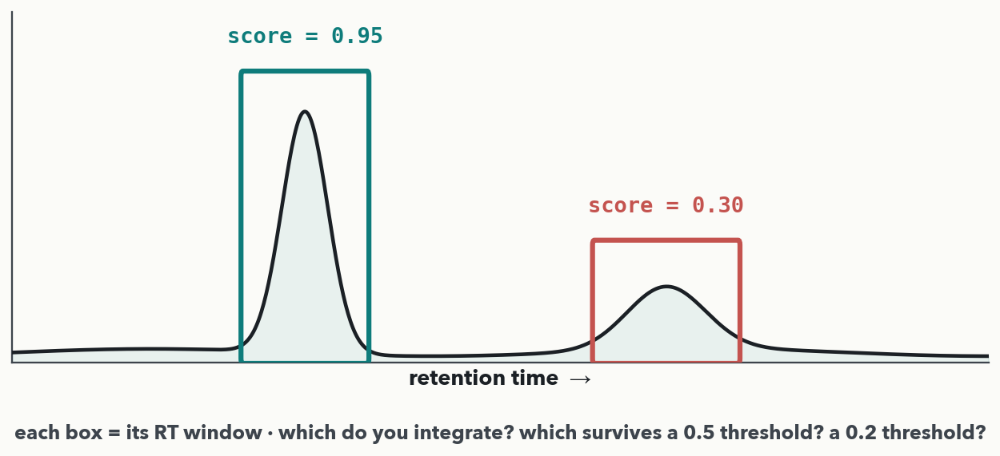 score = 0.95
score = 0.30
retention time →
each box = its RT window · which do you integrate? which survives a 0.5 threshold? a 0.2 threshold?